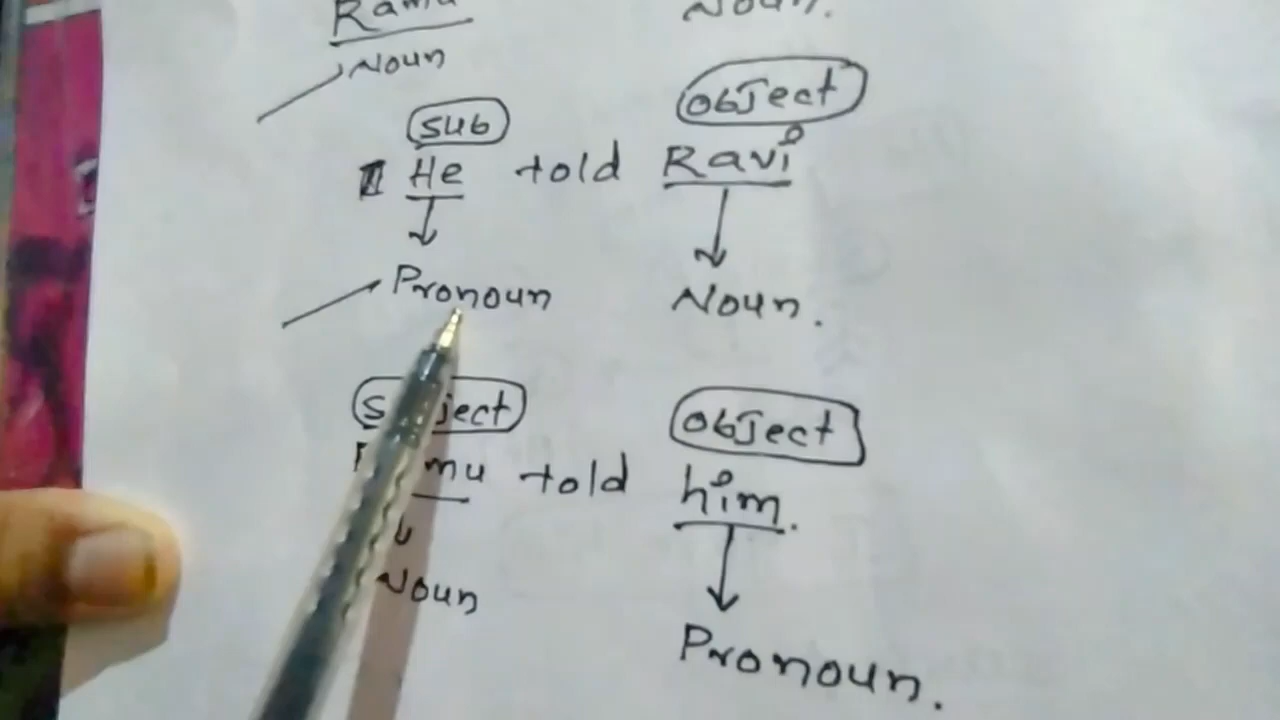 Noun.
Noun
sub object
He told Ravi
Pronoun Noun.
object
told him.
Noun
Pronoun.